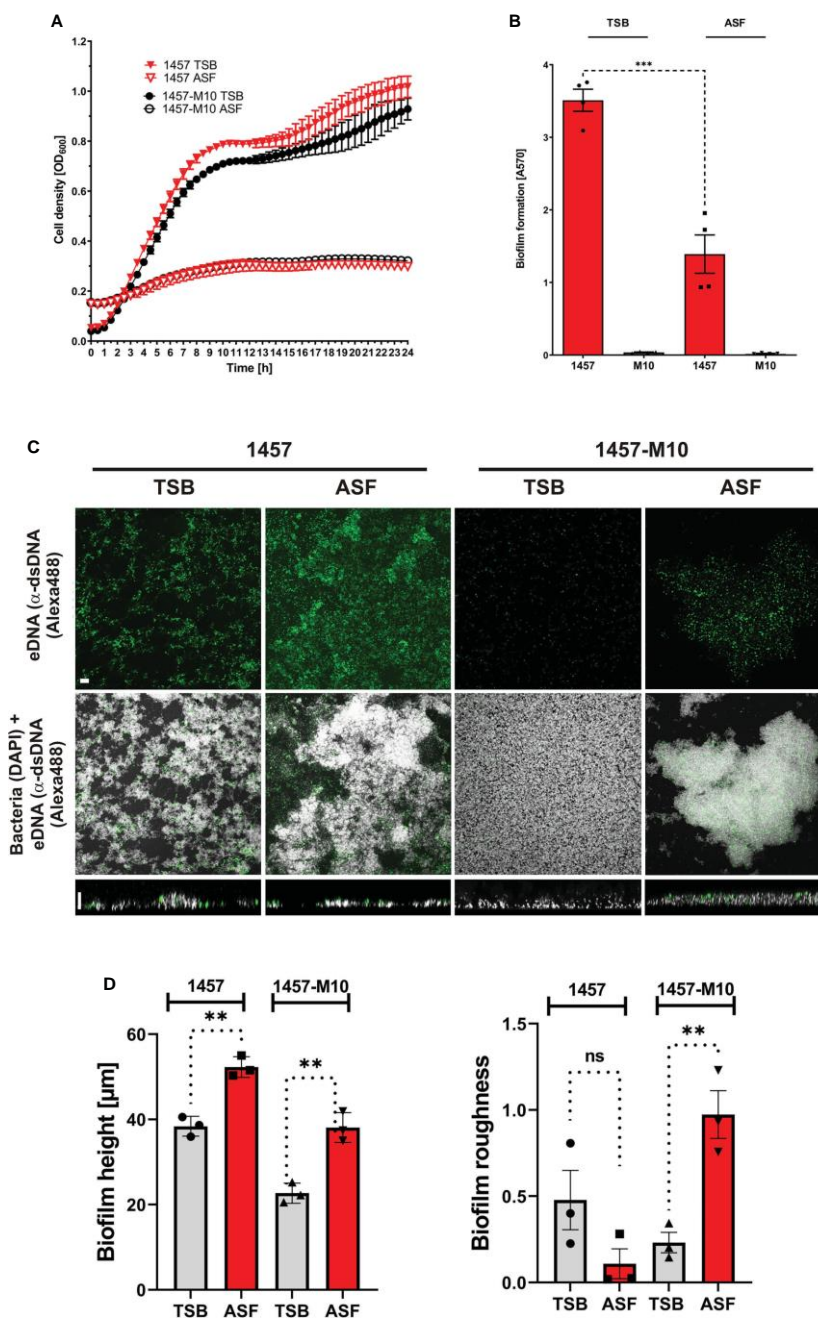 A
1457 TSB
1457 ASF
1457-M10 TSB
1457-M10 ASF
Cell density [OD600]
1.2
1.0
0.8
0.6
0.4
0.2
0.0
0 1 2 3 4 5 6 7 8 9 10 11 12 13 14 15 16 17 18 19 20 21 22 23 24
Time [h]
B
TSB ASF
***
Biofilm formation [A570]
4
3
2
1
0
1457 M10 1457 M10
C
1457 1457-M10
TSB ASF TSB ASF
eDNA (α-dsDNA
(Alexa488)
Bacteria (DAPI) +
eDNA (α-dsDNA
(Alexa488)
D
1457 1457-M10
** **
Biofilm height [µm]
60
40
20
0
TSB ASF TSB ASF
1457 1457-M10
ns **
Biofilm roughness
1.5
1.0
0.5
0.0
TSB ASF TSB ASF